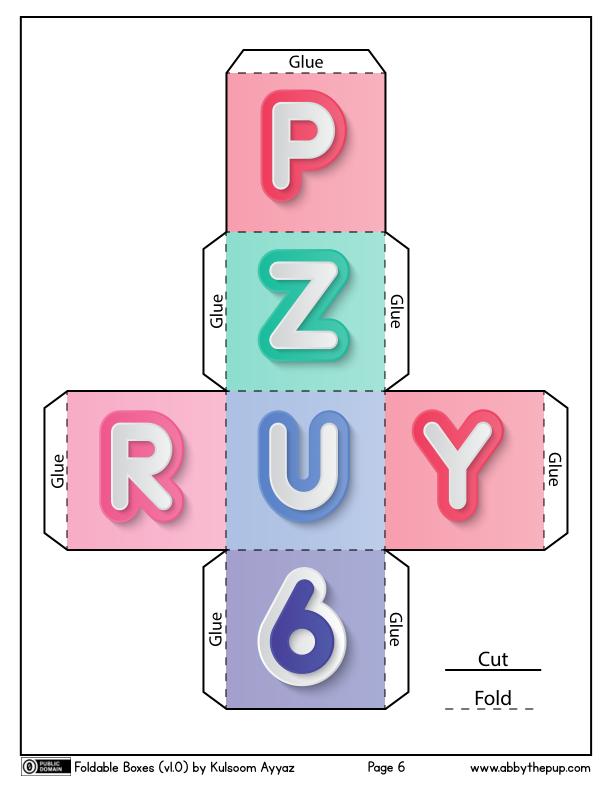 Glue
P
Glue
Z
Glue
Glue
R
U
Y
Glue
Glue
6
Glue
Cut
Fold
0 PUBLIC DOMAIN Foldable Boxes (v1.0) by Kulsoom Ayyaz Page 6 www.abbythepup.com